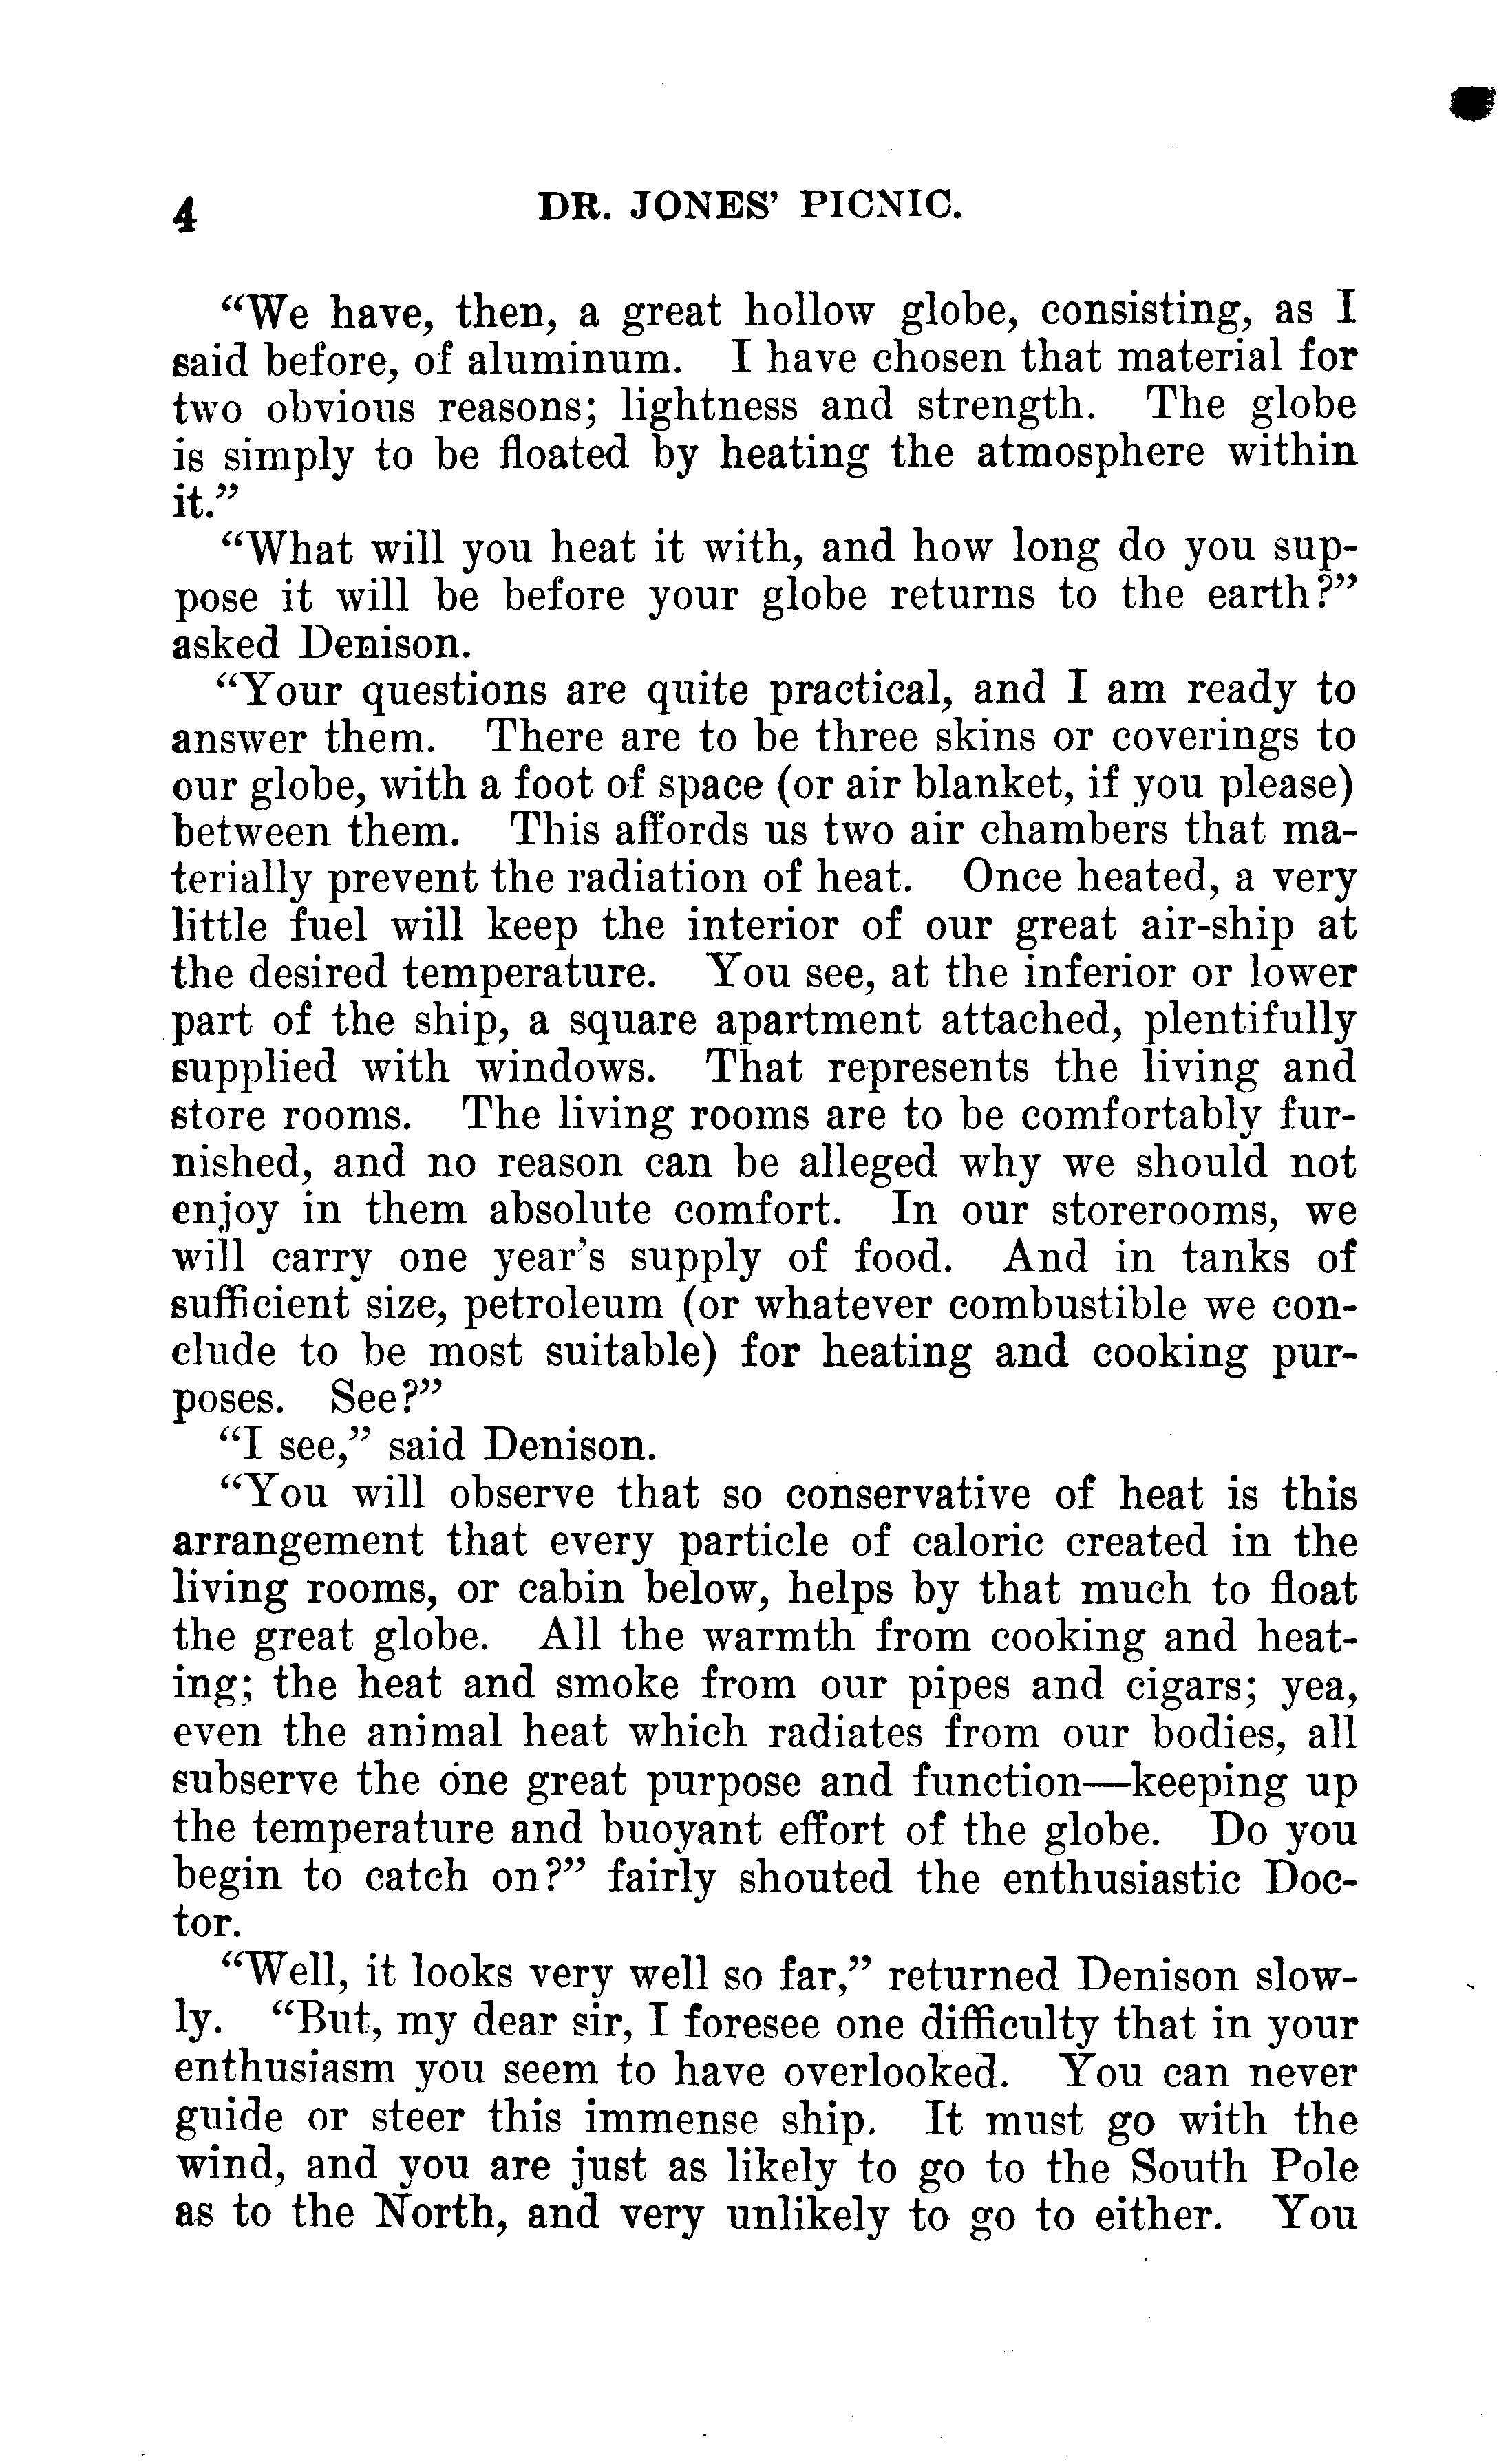 4 DR. JONES' PICNIC.
“We have, then, a great hollow globe, consisting, as I
said before, of aluminum. I have chosen that material for
two obvious reasons; lightness and strength. The globe
is simply to be floated by heating the atmosphere within
it.”
“What will you heat it with, and how long do you sup-
pose it will be before your globe returns to the earth?”
asked Denison.
“Your questions are quite practical, and I am ready to
answer them. There are to be three skins or coverings to
our globe, with a foot of space (or air blanket, if you please)
between them. This affords us two air chambers that ma-
terially prevent the radiation of heat. Once heated, a very
little fuel will keep the interior of our great air-ship at
the desired temperature. You see, at the inferior or lower
part of the ship, a square apartment attached, plentifully
supplied with windows. That represents the living and
store rooms. The living rooms are to be comfortably fur-
nished, and no reason can be alleged why we should not
enjoy in them absolute comfort. In our storerooms, we
will carry one year's supply of food. And in tanks of
sufficient size, petroleum (or whatever combustible we con-
clude to be most suitable) for heating and cooking pur-
poses. See?”
“I see,” said Denison.
“You will observe that so conservative of heat is this
arrangement that every particle of caloric created in the
living rooms, or cabin below, helps by that much to float
the great globe. All the warmth from cooking and heat-
ing; the heat and smoke from our pipes and cigars; yea,
even the animal heat which radiates from our bodies, all
subserve the one great purpose and function—keeping up
the temperature and buoyant effort of the globe. Do you
begin to catch on?” fairly shouted the enthusiastic Doc-
tor.
“Well, it looks very well so far,” returned Denison slow-
ly. “But, my dear sir, I foresee one difficulty that in your
enthusiasm you seem to have overlooked. You can never
guide or steer this immense ship. It must go with the
wind, and you are just as likely to go to the South Pole
as to the North, and very unlikely to go to either. You